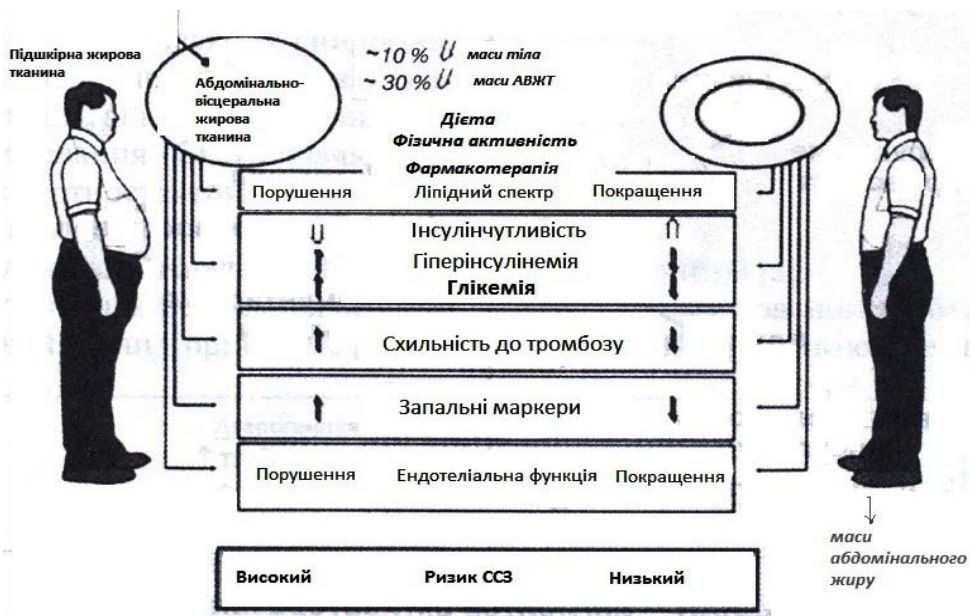 Підшкірна жирова
тканина
Абдомінально-
вісцеральна
жирова
тканина
~10 % маси тіла
~30 % маси АВЖТ
Дієта
Фізична активність
Фармакотерапія
Порушення Ліпідний спектр Покращення
Інсулінчутливість
Гіперінсулінемія
Глікемія
Схильність до тромбозу
Запальні маркери
Порушення Ендотеліальна функція Покращення
маси
абдомінального
жиру
Високий Ризик ССЗ Низький